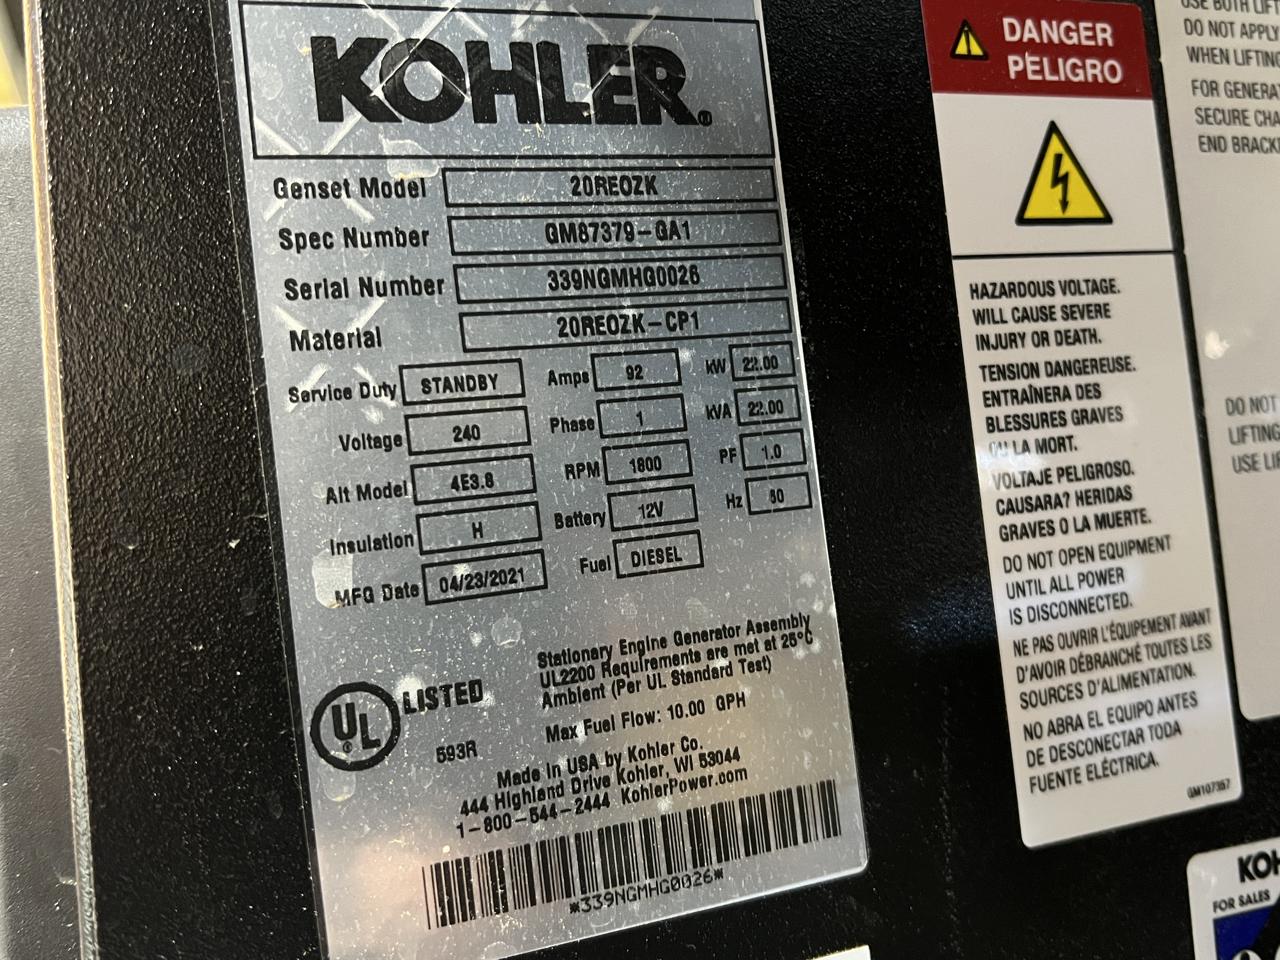 KOHLER®
Genset Model 20REOZK
Spec Number GM87379-GA1
Serial Number 339NGMHG0026
Material 20REOZK-CP1
Service Duty STANDBY Amps 92 kW 22.00
Voltage 240 Phase 1 kVA 22.00
Alt Model 4E3.8 RPM 1800 PF 1.0
Insulation H Battery 12V Hz 60
MFG Date 04/23/2021 Fuel DIESEL
Stationary Engine Generator Assembly
UL2200 Requirements are met at 25°C
Ambient (Per UL Standard Test)
UL® LISTED
593R
Max Fuel Flow: 10.00 GPH
Made in USA by Kohler Co.
444 Highland Drive Kohler, WI 53044
1-800-544-2444 KohlerPower.com
*339NGMHG0026*
DANGER
PELIGRO
HAZARDOUS VOLTAGE.
WILL CAUSE SEVERE
INJURY OR DEATH.
TENSION DANGEREUSE.
ENTRAÎNERA DES
BLESSURES GRAVES
OU LA MORT.
VOLTAJE PELIGROSO.
CAUSARA? HERIDAS
GRAVES O LA MUERTE.
DO NOT OPEN EQUIPMENT
UNTIL ALL POWER
IS DISCONNECTED.
NE PAS OUVRIR L'ÉQUIPEMENT AVANT
D'AVOIR DÉBRANCHÉ TOUTES LES
SOURCES D'ALIMENTATION.
NO ABRA EL EQUIPO ANTES
DE DESCONECTAR TODA
FUENTE ELÉCTRICA.
GM107357
USE BOTH LIFT
DO NOT APPLY
WHEN LIFTING
FOR GENERA
SECURE CHA
END BRACK
DO NOT
LIFTING
USE LI
KOH
FOR SALES